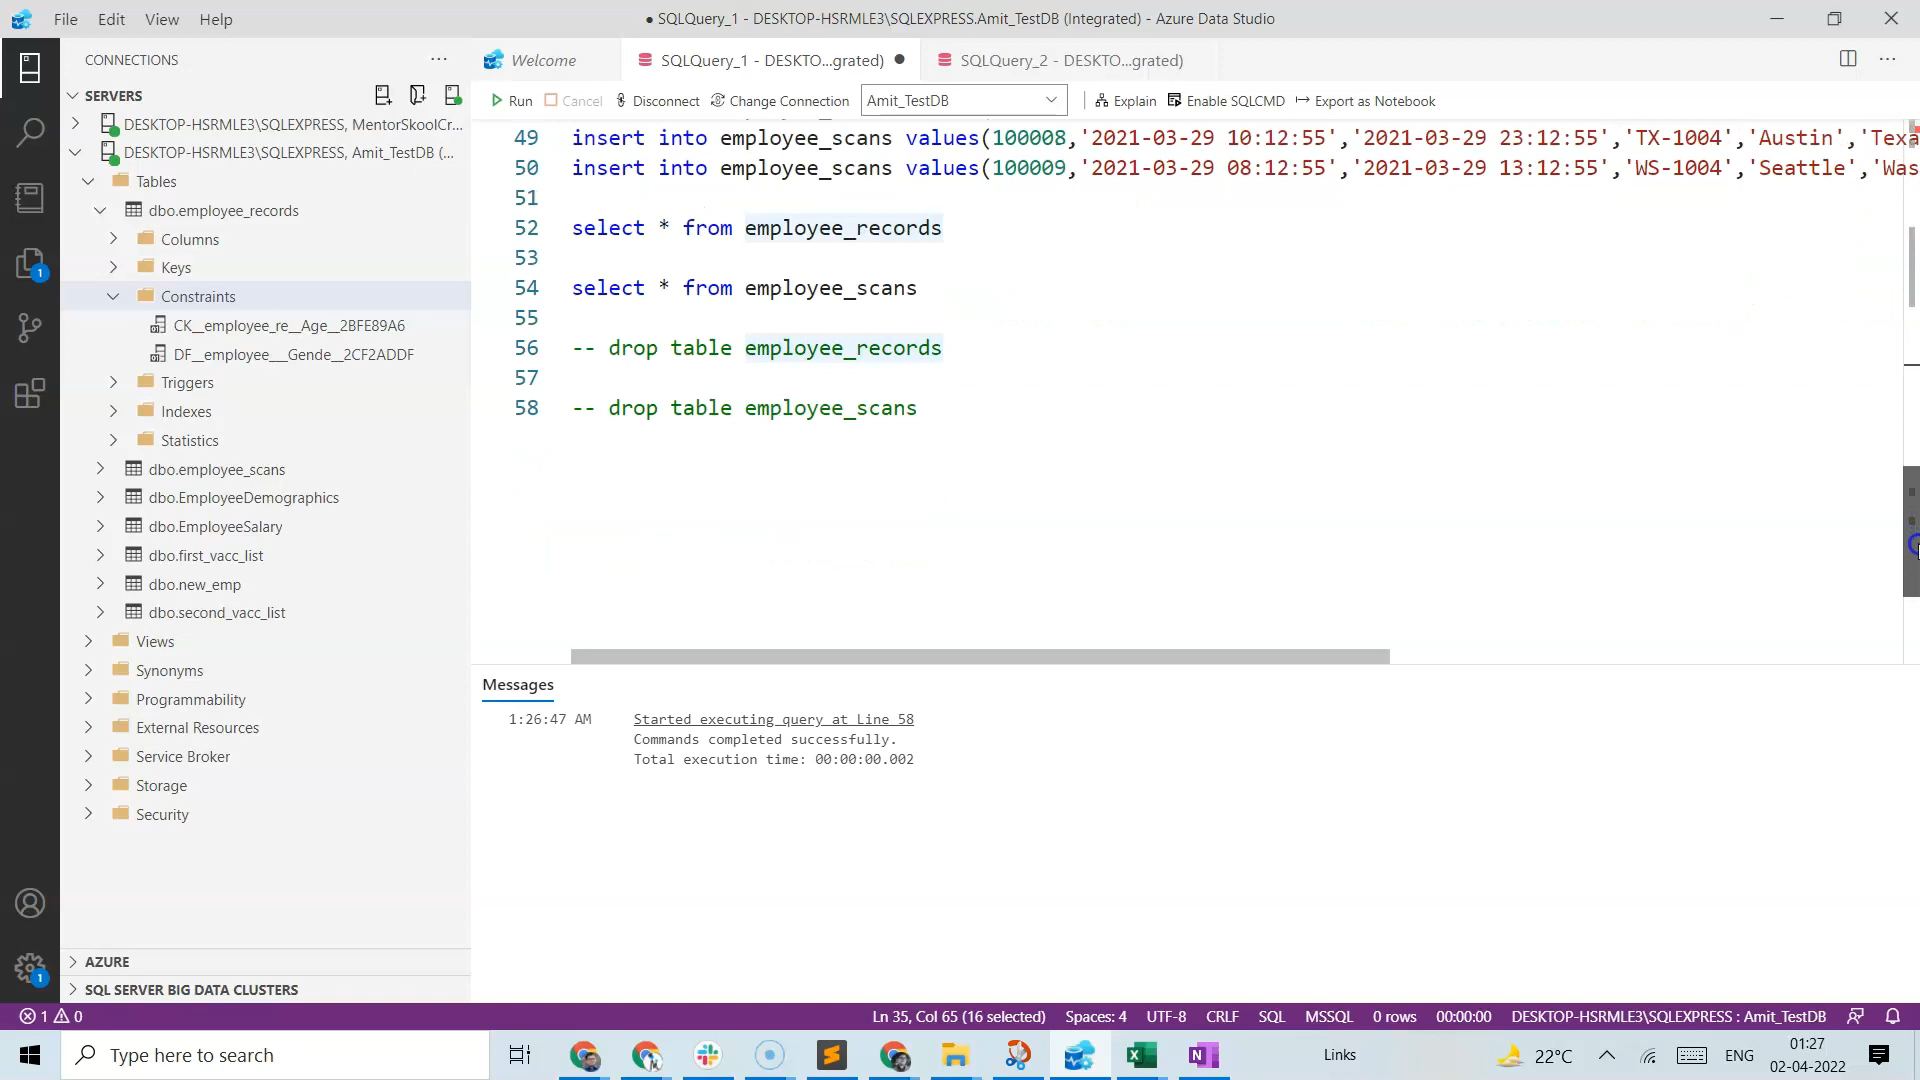 File Edit View Help
● SQLQuery_1 - DESKTOP-HSRMLE3\SQLEXPRESS.Amit_TestDB (Integrated) - Azure Data Studio
CONNECTIONS
SERVERS
DESKTOP-HSRMLE3\SQLEXPRESS, MentorSkoolCr...
DESKTOP-HSRMLE3\SQLEXPRESS, Amit_TestDB (...
Tables
dbo.employee_records
Columns
Keys
Constraints
CK__employee_re__Age__2BFE89A6
DF__employee___Gende__2CF2ADDF
Triggers
Indexes
Statistics
dbo.employee_scans
dbo.EmployeeDemographics
dbo.EmployeeSalary
dbo.first_vacc_list
dbo.new_emp
dbo.second_vacc_list
Views
Synonyms
Programmability
External Resources
Service Broker
Storage
Security
AZURE
SQL SERVER BIG DATA CLUSTERS
Welcome SQLQuery_1 - DESKTO...grated) ● SQLQuery_2 - DESKTO...grated)
Run Cancel Disconnect Change Connection Amit_TestDB Explain Enable SQLCMD Export as Notebook
49 insert into employee_scans values(100008,'2021-03-29 10:12:55','2021-03-29 23:12:55','TX-1004','Austin','Texa
50 insert into employee_scans values(100009,'2021-03-29 08:12:55','2021-03-29 13:12:55','WS-1004','Seattle','Was
51
52 select * from employee_records
53
54 select * from employee_scans
55
56 -- drop table employee_records
57
58 -- drop table employee_scans
Messages
1:26:47 AM Started executing query at Line 58
Commands completed successfully.
Total execution time: 00:00:00.002
1 0 Ln 35, Col 65 (16 selected) Spaces: 4 UTF-8 CRLF SQL MSSQL 0 rows 00:00:00 DESKTOP-HSRMLE3\SQLEXPRESS : Amit_TestDB
Type here to search Links 22°C ENG 01:27
02-04-2022